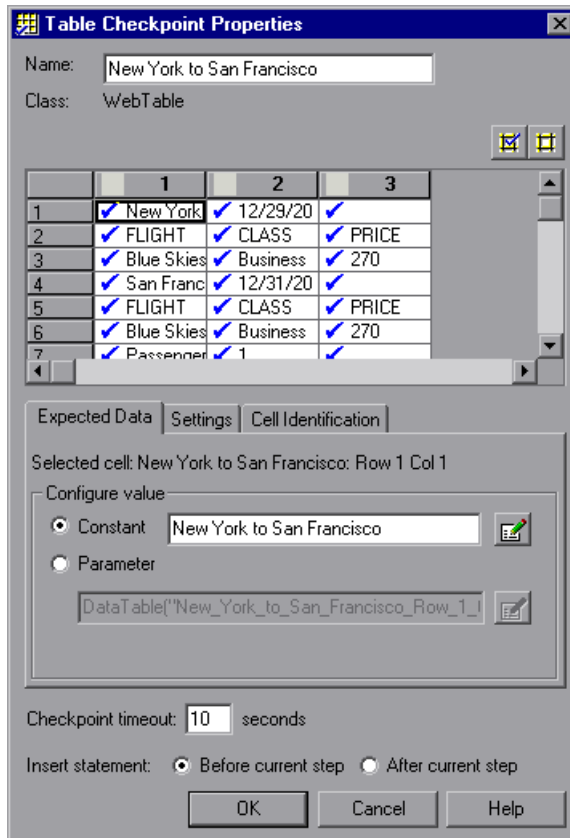 Table Checkpoint Properties
Name: New York to San Francisco
Class: WebTable
1 2 3
1 New York 12/29/20
2 FLIGHT CLASS PRICE
3 Blue Skies Business 270
4 San Franc 12/31/20
5 FLIGHT CLASS PRICE
6 Blue Skies Business 270
7 Passenger 1
Expected Data Settings Cell Identification
Selected cell: New York to San Francisco: Row 1 Col 1
Configure value
Constant New York to San Francisco
Parameter
DataTable("New_York_to_San_Francisco_Row_1_
Checkpoint timeout: 10 seconds
Insert statement: Before current step After current step
OK Cancel Help